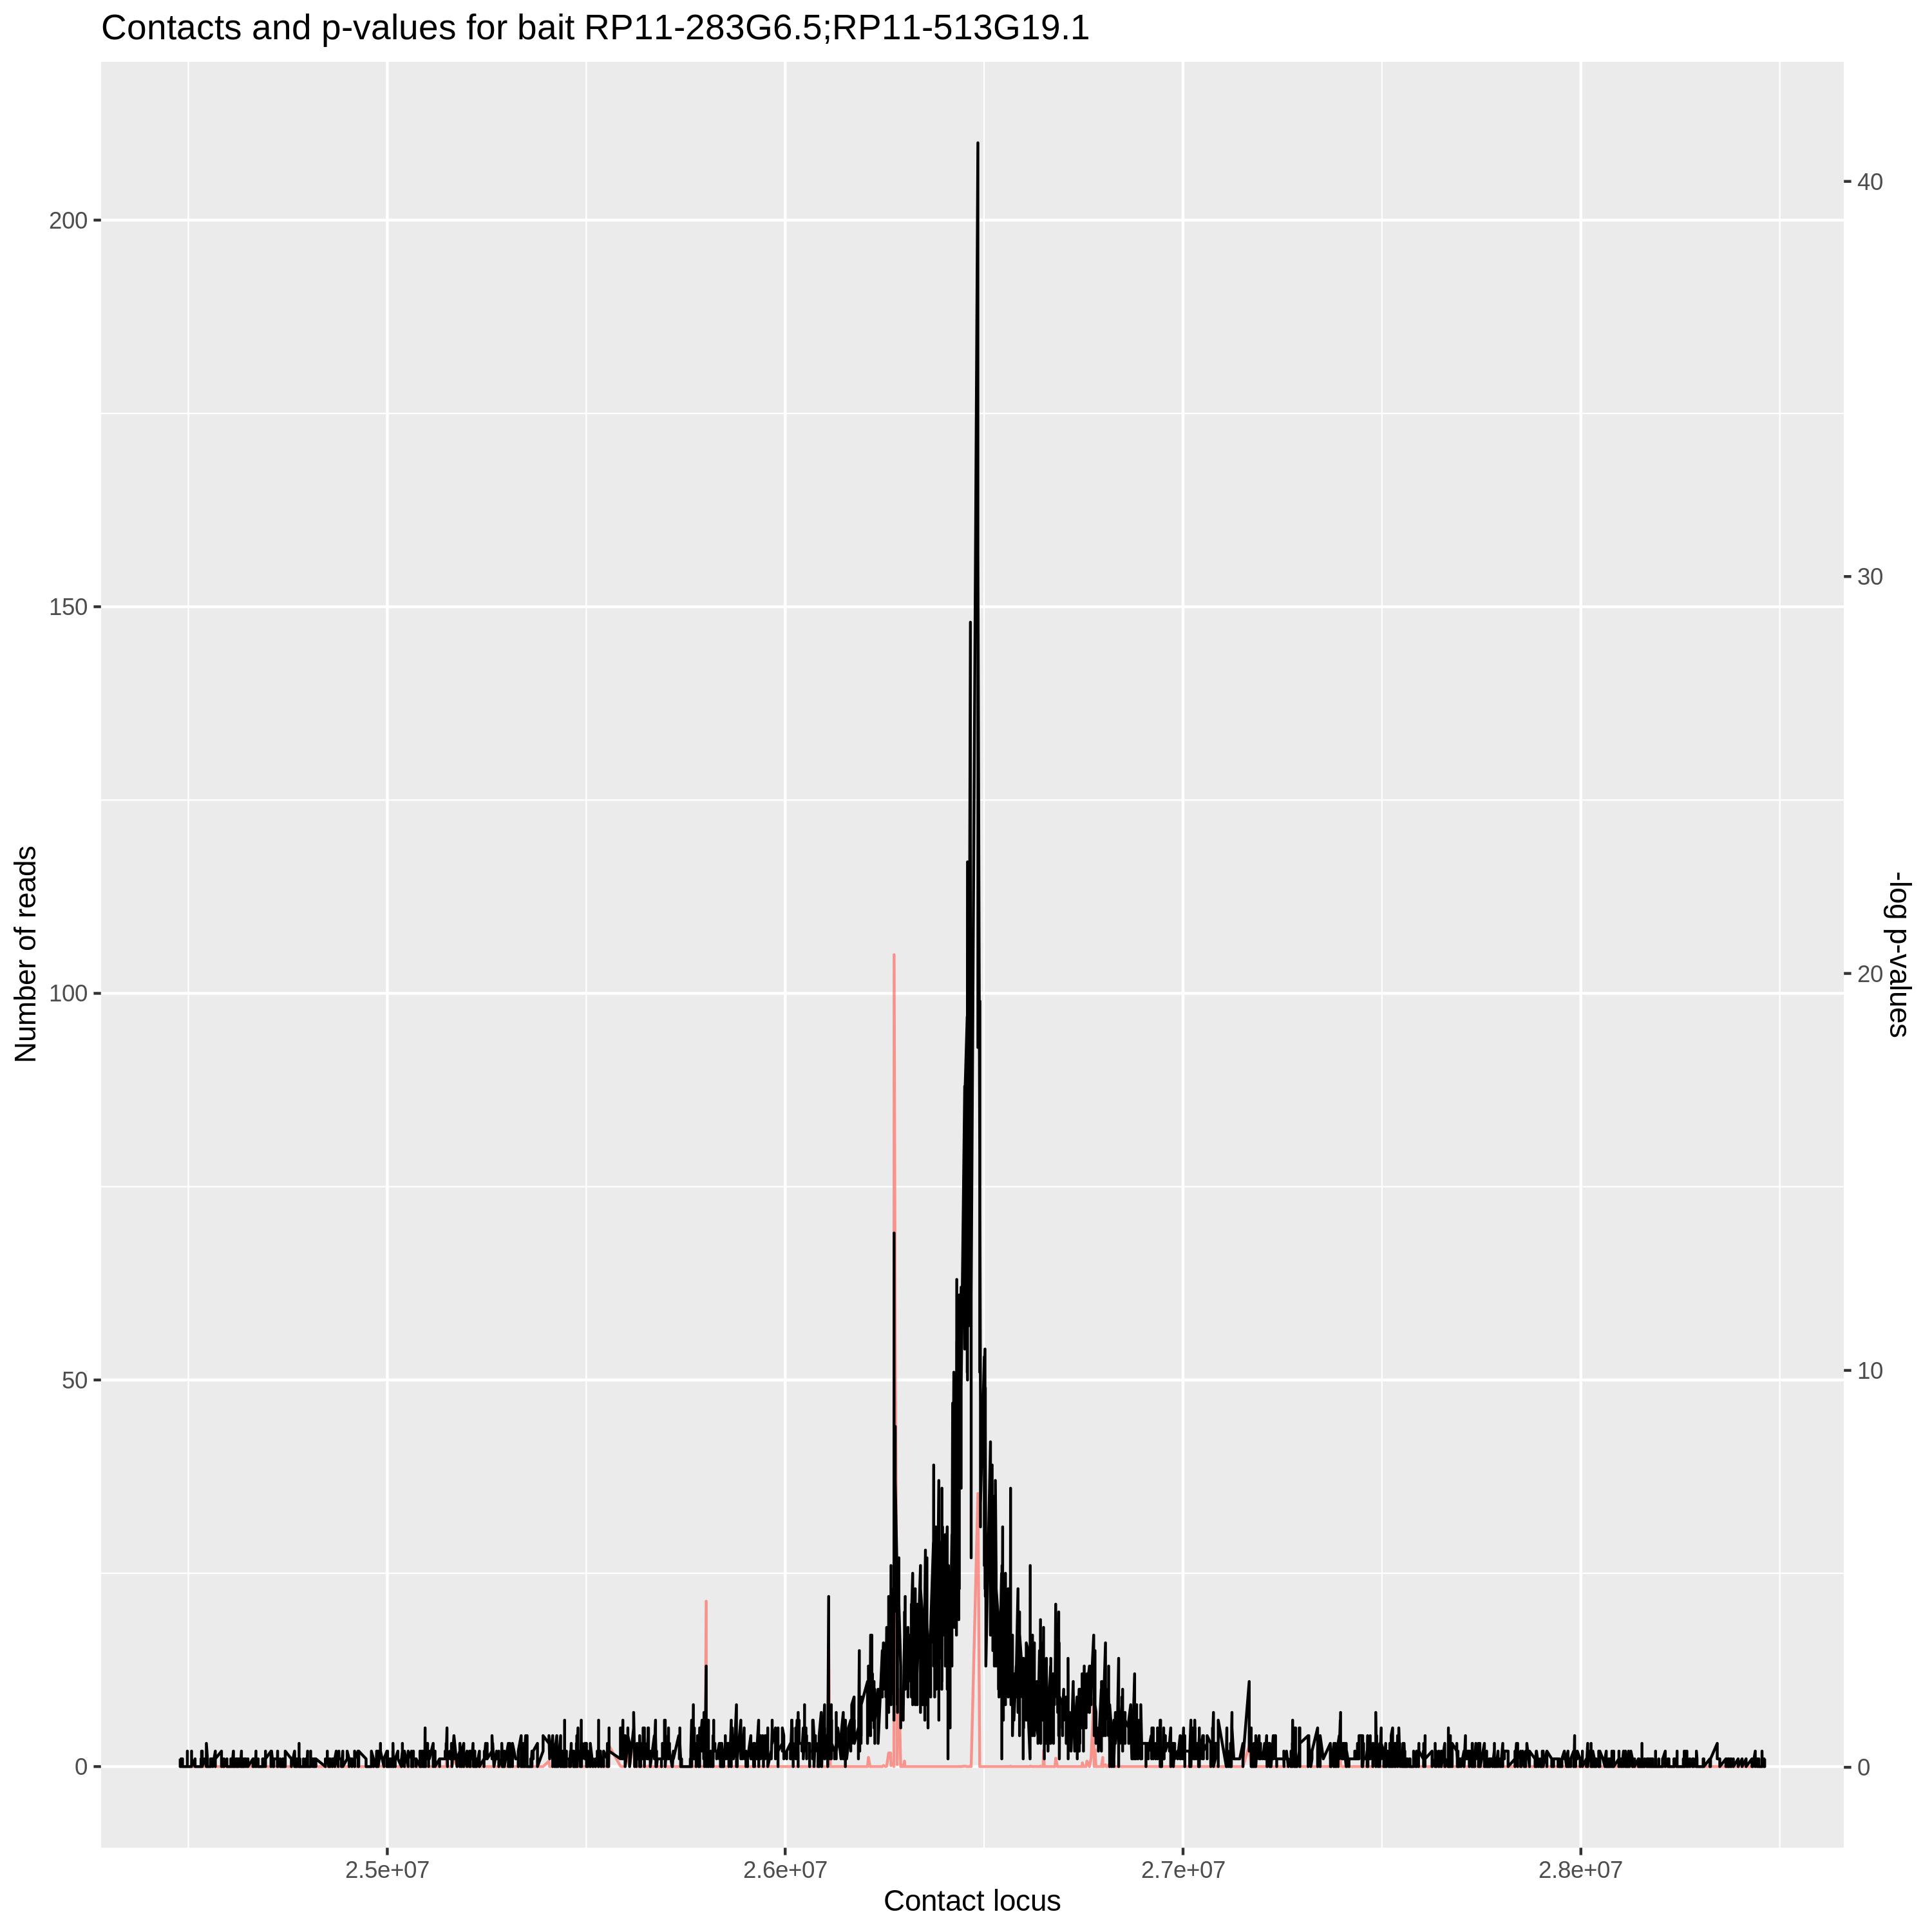 Contacts and p-values for bait RP11-283G6.5;RP11-513G19.1
200
150
100
50
0
Number of reads
40
30
20
10
0
-log p-values
2.5e+07
2.6e+07
2.7e+07
2.8e+07
Contact locus